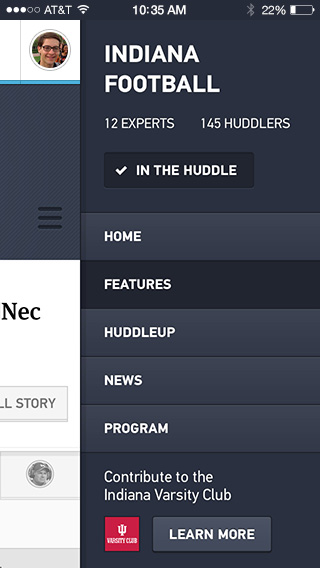 AT&T 10:35 AM 22%
INDIANA
FOOTBALL
12 EXPERTS 145 HUDDLERS
IN THE HUDDLE
HOME
FEATURES
Nec
HUDDLEUP
NEWS
LL STORY
PROGRAM
Contribute to the
Indiana Varsity Club
VARSITY CLUB
LEARN MORE